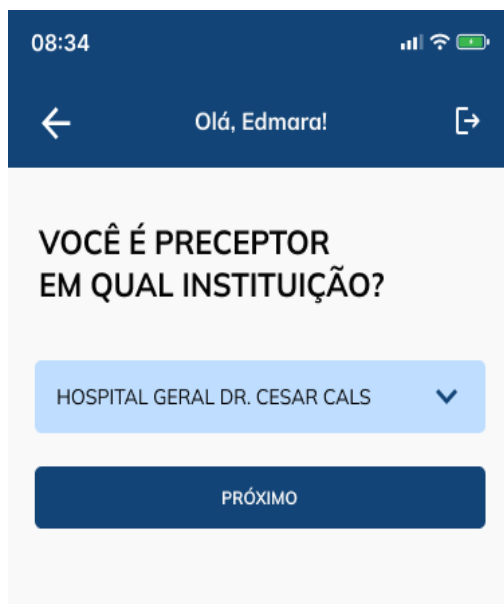 08:34
Olá, Edmara!
VOCÊ É PRECEPTOR
EM QUAL INSTITUIÇÃO?
HOSPITAL GERAL DR. CESAR CALS
PRÓXIMO